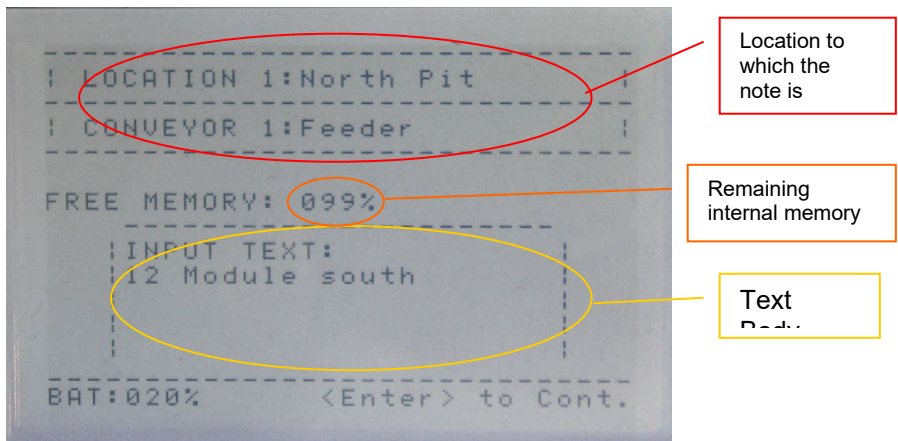 LOCATION 1:North Pit
CONVEYOR 1:Feeder
FREE MEMORY: 099%
INPUT TEXT:
12 Module south
BAT:020% <Enter> to Cont.
Location to
which the
note is
Remaining
internal memory
Text
Body